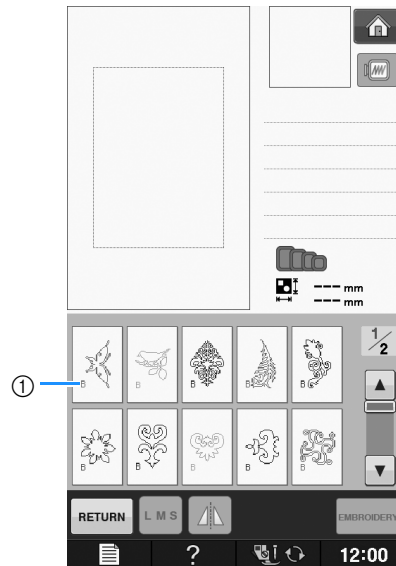 --- mm
--- mm
1/2
①
B B B B B
B B B B B
RETURN L M S EMBROIDERY
? 12:00